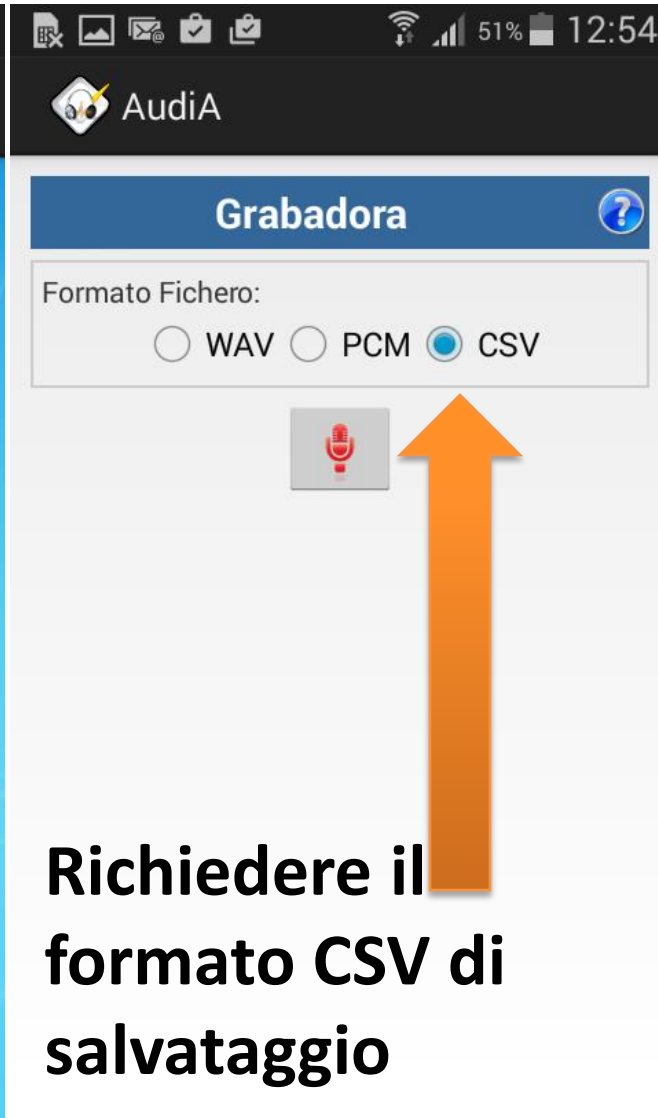 51% 12:54
AudiA
Grabadora ?
Formato Fichero:
WAV PCM CSV
Richiedere il
formato CSV di
salvataggio